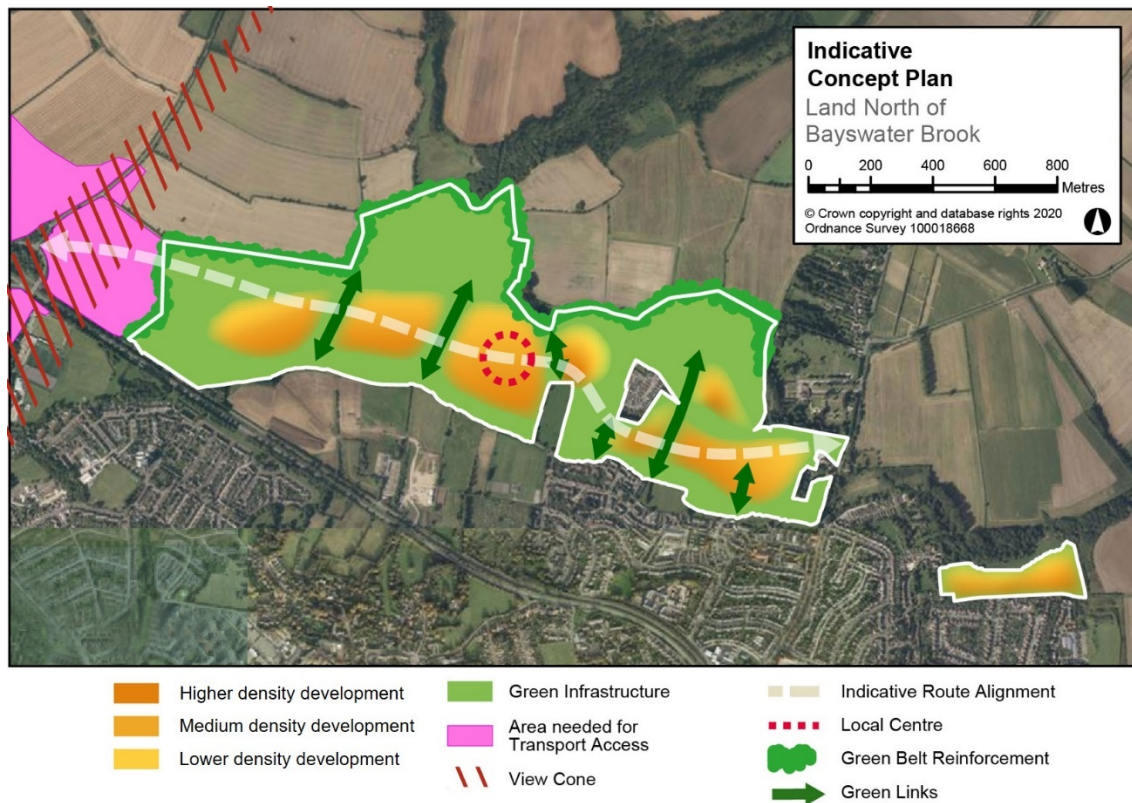 Indicative
Concept Plan
Land North of
Bayswater Brook
0 200 400 600 800
Metres
© Crown copyright and database rights 2020
Ordnance Survey 100018668
Higher density development
Medium density development
Lower density development
Green Infrastructure
Area needed for
Transport Access
View Cone
Indicative Route Alignment
Local Centre
Green Belt Reinforcement
Green Links